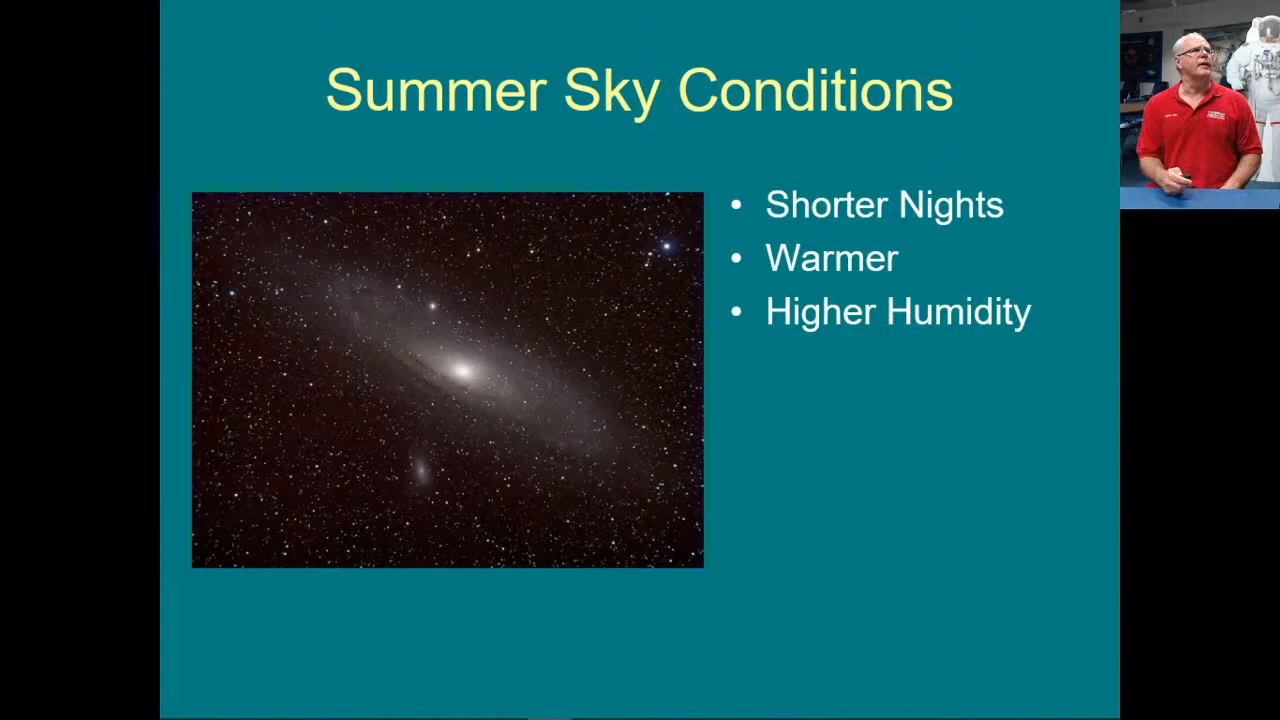 Summer Sky Conditions
• Shorter Nights
• Warmer
• Higher Humidity